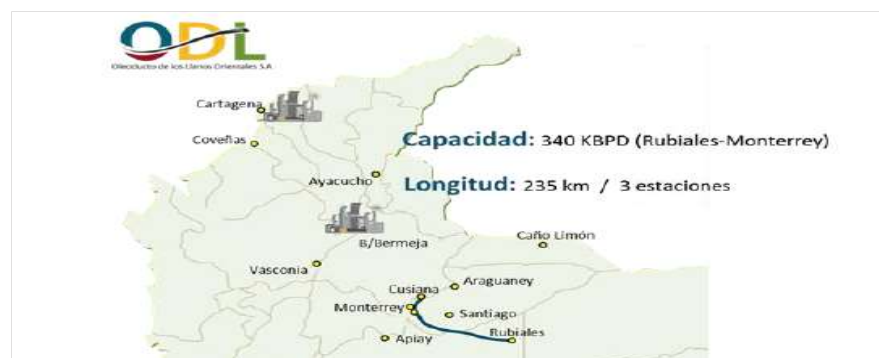 ODL
Oleoducto de los Llanos Orientales S.A
Cartagena
Coveñas
Capacidad: 340 KBPD (Rubiales-Monterrey)
Ayacucho
Longitud: 235 km / 3 estaciones
B/Bermeja
Caño Limón
Vasconia
Cusiana
Araguaney
Monterrey
Santiago
Rubiales
Apiay